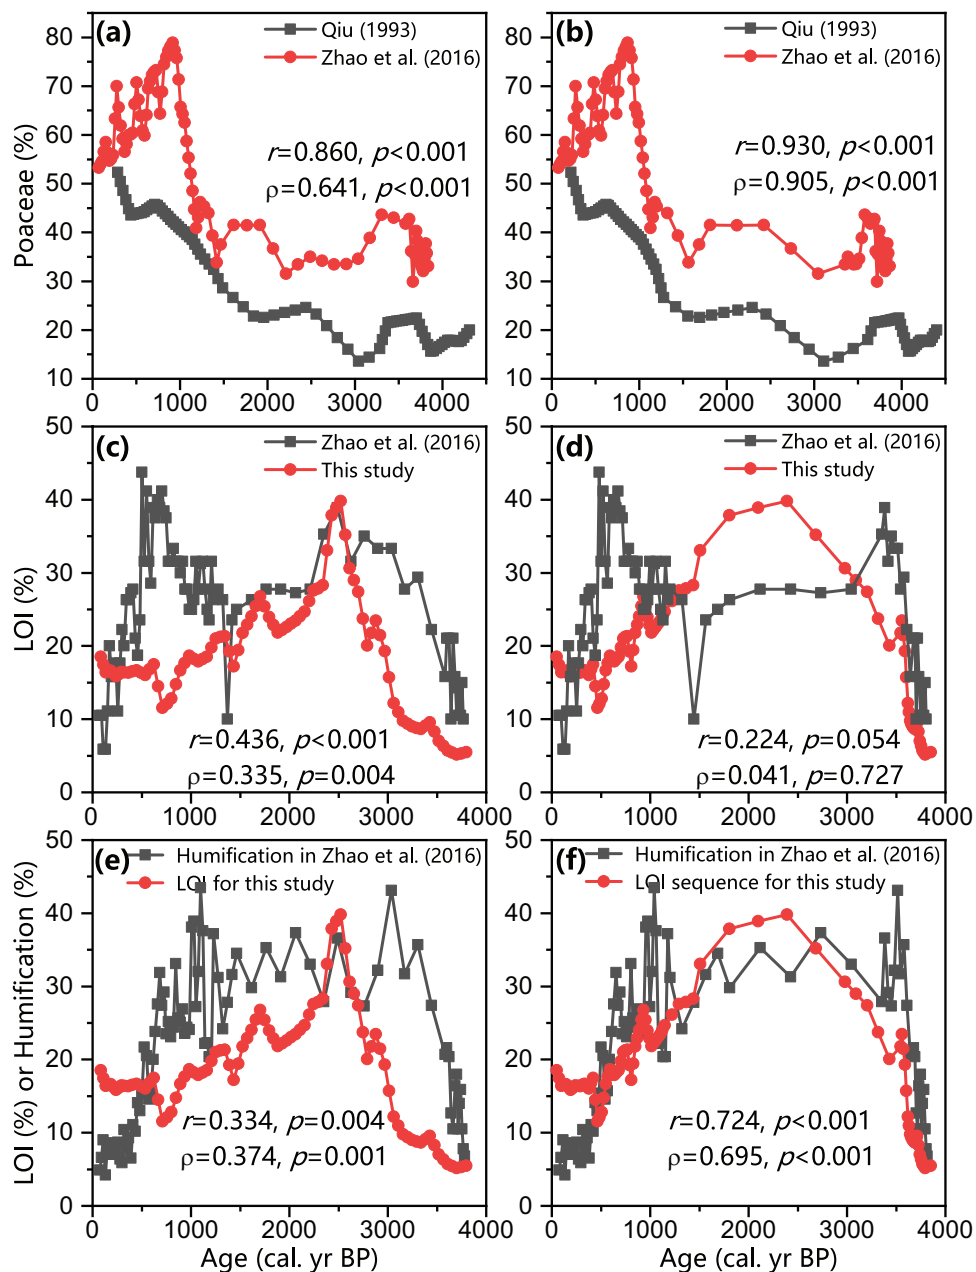 (a)
Qiu (1993)
Zhao et al. (2016)
r=0.860, p<0.001
ρ=0.641, p<0.001
Poaceae (%)
80
70
60
50
40
30
20
10
0 1000 2000 3000 4000
(b)
Qiu (1993)
Zhao et al. (2016)
r=0.930, p<0.001
ρ=0.905, p<0.001
80
70
60
50
40
30
20
10
0 1000 2000 3000 4000
(c)
Zhao et al. (2016)
This study
r=0.436, p<0.001
ρ=0.335, p=0.004
LOI (%)
50
40
30
20
10
0
0 1000 2000 3000 4000
(d)
Zhao et al. (2016)
This study
r=0.224, p=0.054
ρ=0.041, p=0.727
50
40
30
20
10
0
0 1000 2000 3000 4000
(e)
Humification in Zhao et al. (2016)
LOI for this study
r=0.334, p=0.004
ρ=0.374, p=0.001
LOI (%) or Humification (%)
50
40
30
20
10
0
0 1000 2000 3000 4000
Age (cal. yr BP)
(f)
Humification in Zhao et al. (2016)
LOI sequence for this study
r=0.724, p<0.001
ρ=0.695, p<0.001
50
40
30
20
10
0
0 1000 2000 3000 4000
Age (cal. yr BP)